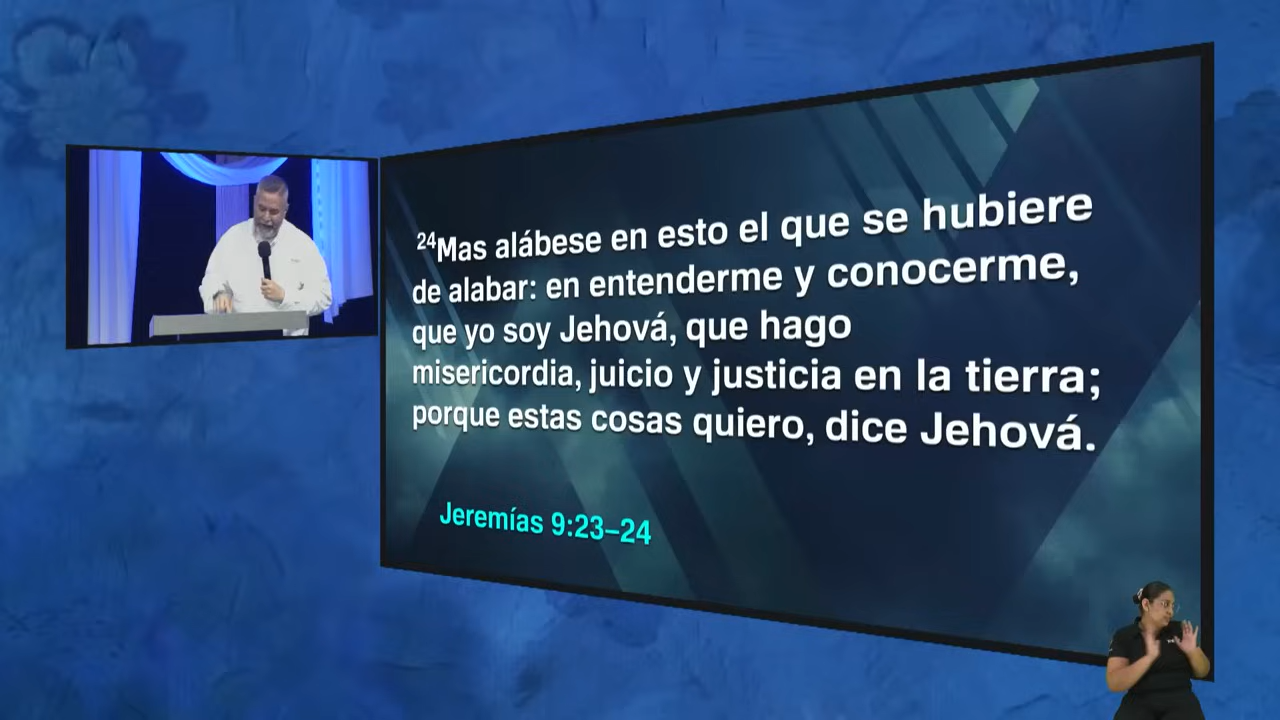 ²⁴Mas alábese en esto el que se hubiere
de alabar: en entenderme y conocerme,
que yo soy Jehová, que hago
misericordia, juicio y justicia en la tierra;
porque estas cosas quiero, dice Jehová.
Jeremías 9:23–24